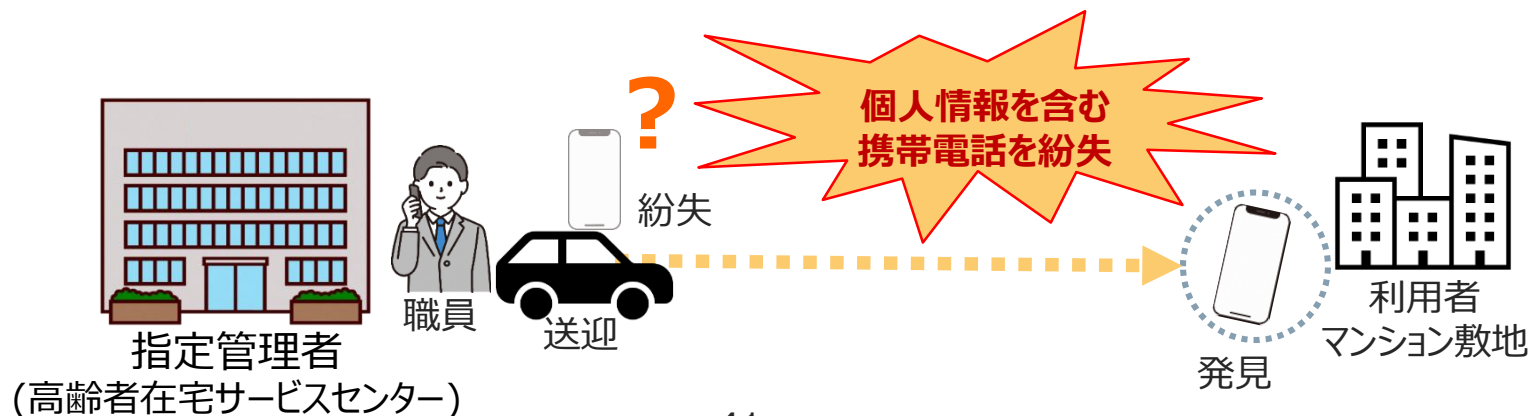 ?
個人情報を含む
携帯電話を紛失
紛失
職員
送迎
指定管理者
(高齢者在宅サービスセンター)
発見
利用者
マンション敷地